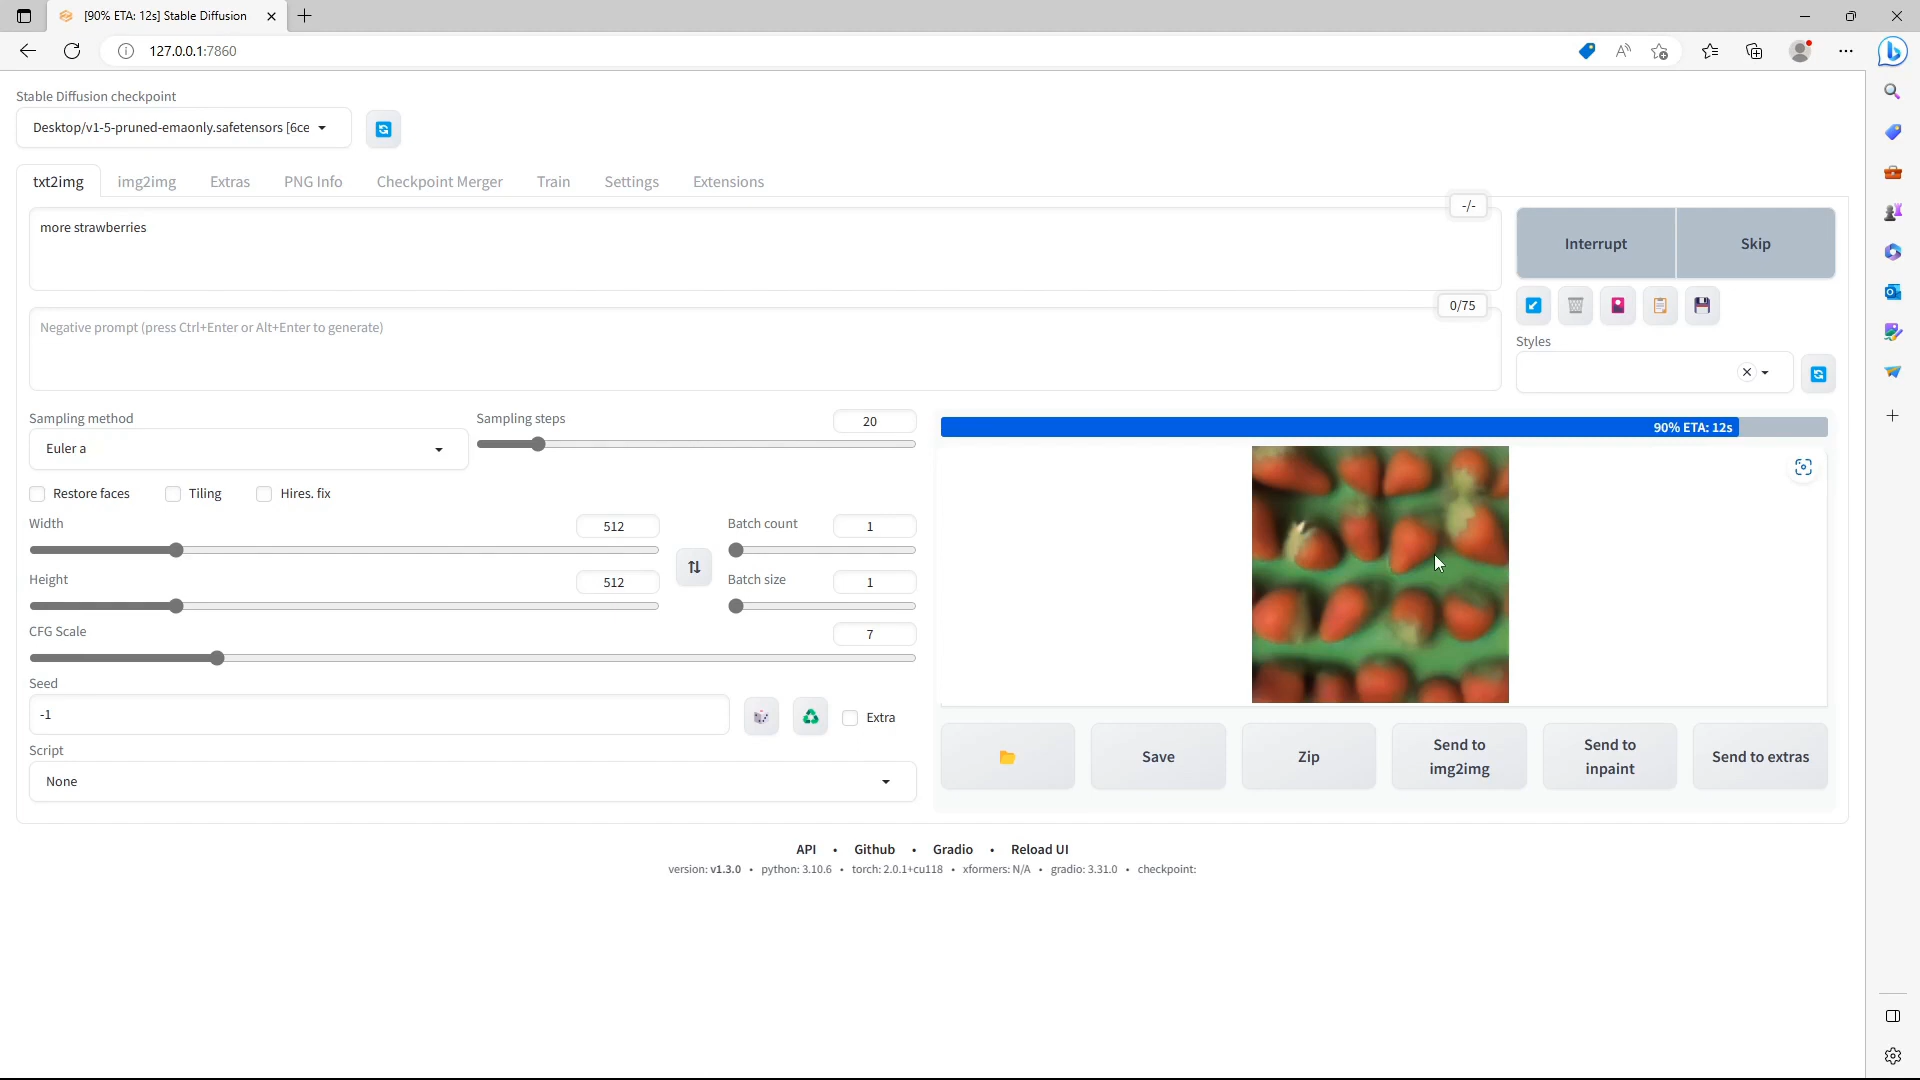 [90% ETA: 12s] Stable Diffusion
127.0.0.1:7860
Stable Diffusion checkpoint
Desktop/v1-5-pruned-emaonly.safetensors [6ce
txt2img img2img Extras PNG Info Checkpoint Merger Train Settings Extensions
-/-
more strawberries
Interrupt Skip
0/75
Negative prompt (press Ctrl+Enter or Alt+Enter to generate)
Styles
Sampling method
Euler a
Sampling steps
20
90% ETA: 12s
Restore faces Tiling Hires. fix
Width
512
Batch count
1
Height
512
Batch size
1
CFG Scale
7
Seed
-1
Extra
Script
None
Save
Zip
Send to
img2img
Send to
inpaint
Send to extras
API • Github • Gradio • Reload UI
version: v1.3.0 • python: 3.10.6 • torch: 2.0.1+cu118 • xformers: N/A • gradio: 3.31.0 • checkpoint: